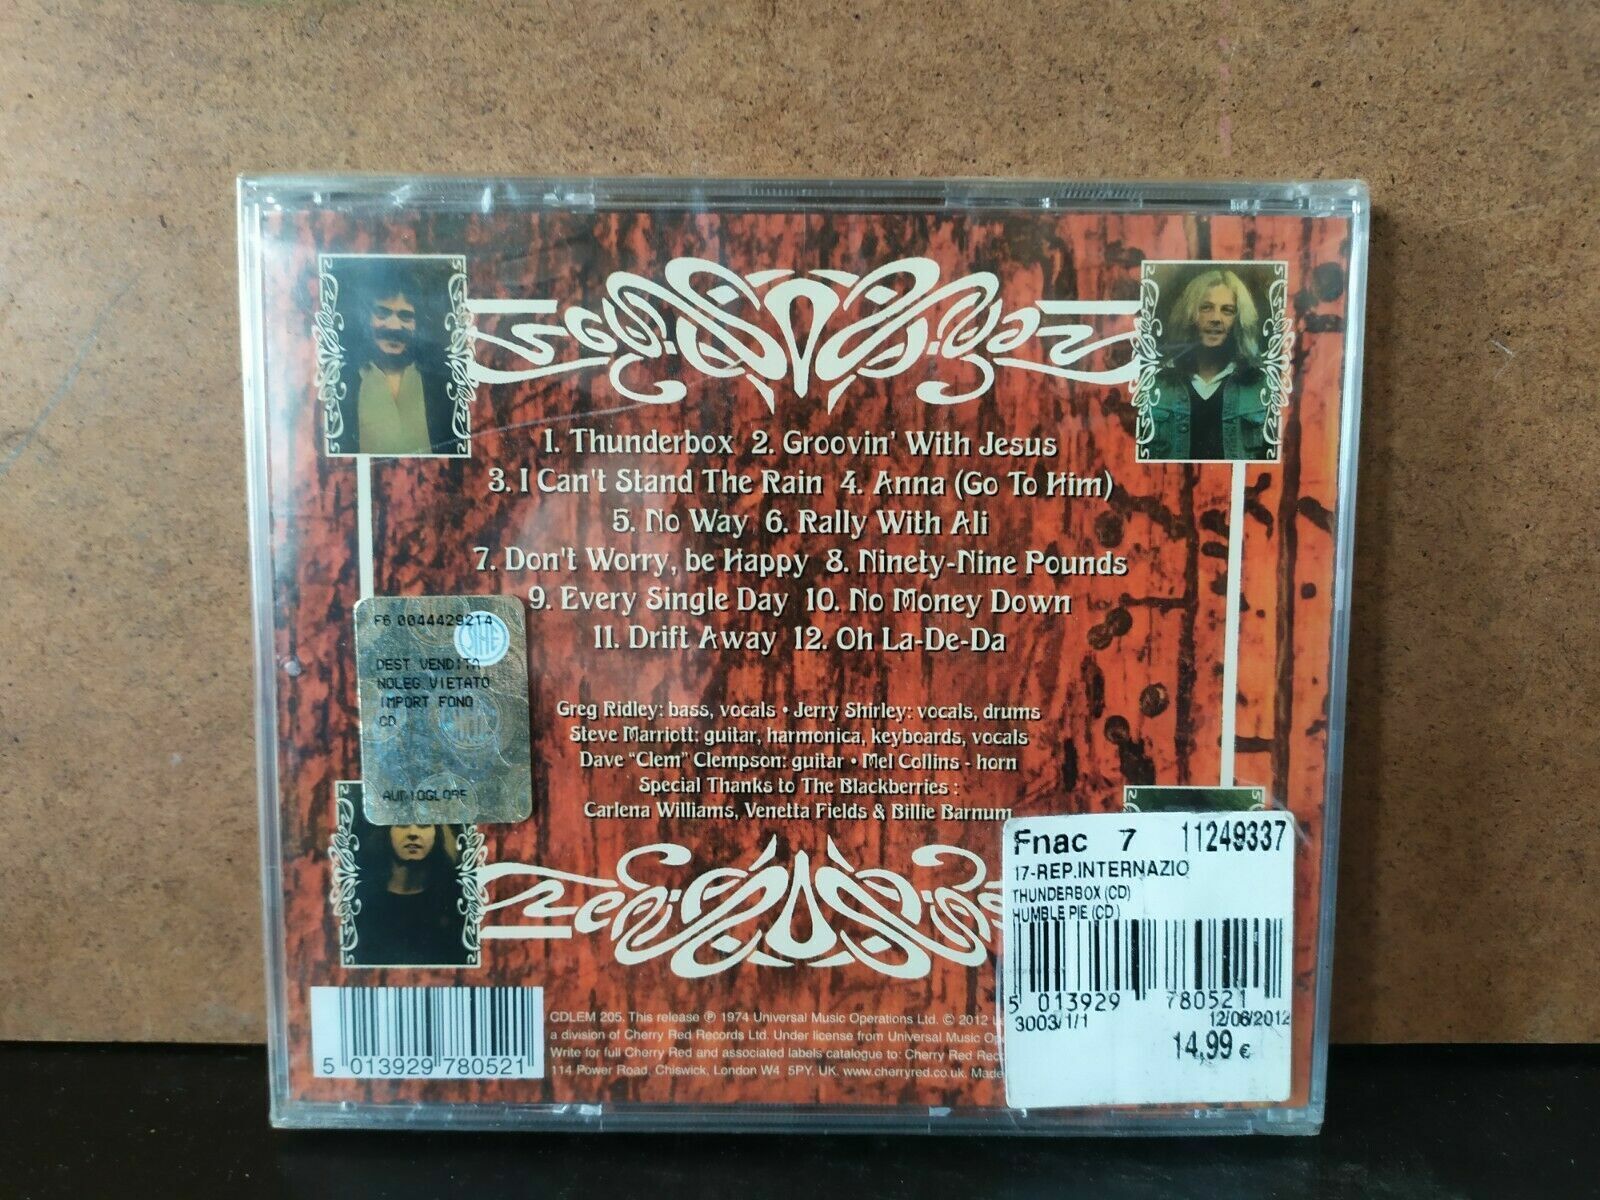 1. Thunderbox 2. Groovin' With Jesus
3. I Can't Stand The Rain 4. Anna (Go To Him)
5. No Way 6. Rally With Ali
7. Don't Worry, be Happy 8. Ninety-Nine Pounds
9. Every Single Day 10. No Money Down
11. Drift Away 12. Oh La-De-Da
F6 0044429214
SIAE
DEST VENDITA
NOLEG.VIETATO
IMPORT FONO
CD
AUDIOGLOBE
Greg Ridley: bass, vocals • Jerry Shirley: vocals, drums
Steve Marriott: guitar, harmonica, keyboards, vocals
Dave "Clem" Clempson: guitar • Mel Collins - horn
Special Thanks to The Blackberries :
Carlena Williams, Venetta Fields & Billie Barnum
Fnac 7 11249337
17-REP.INTERNAZIO
THUNDERBOX (CD)
HUMBLE PIE (CD)
5 013929 780521
3003/1/1 12/06/2012
14,99 €
5 013929 780521
CDLEM 205. This release ℗ 1974 Universal Music Operations Ltd. © 2012
a division of Cherry Red Records Ltd. Under license from Universal Music
Write for full Cherry Red and associated labels catalogue to: Cherry Red
114 Power Road, Chiswick, London W4 5PY, UK. www.cherryred.co.uk. Made